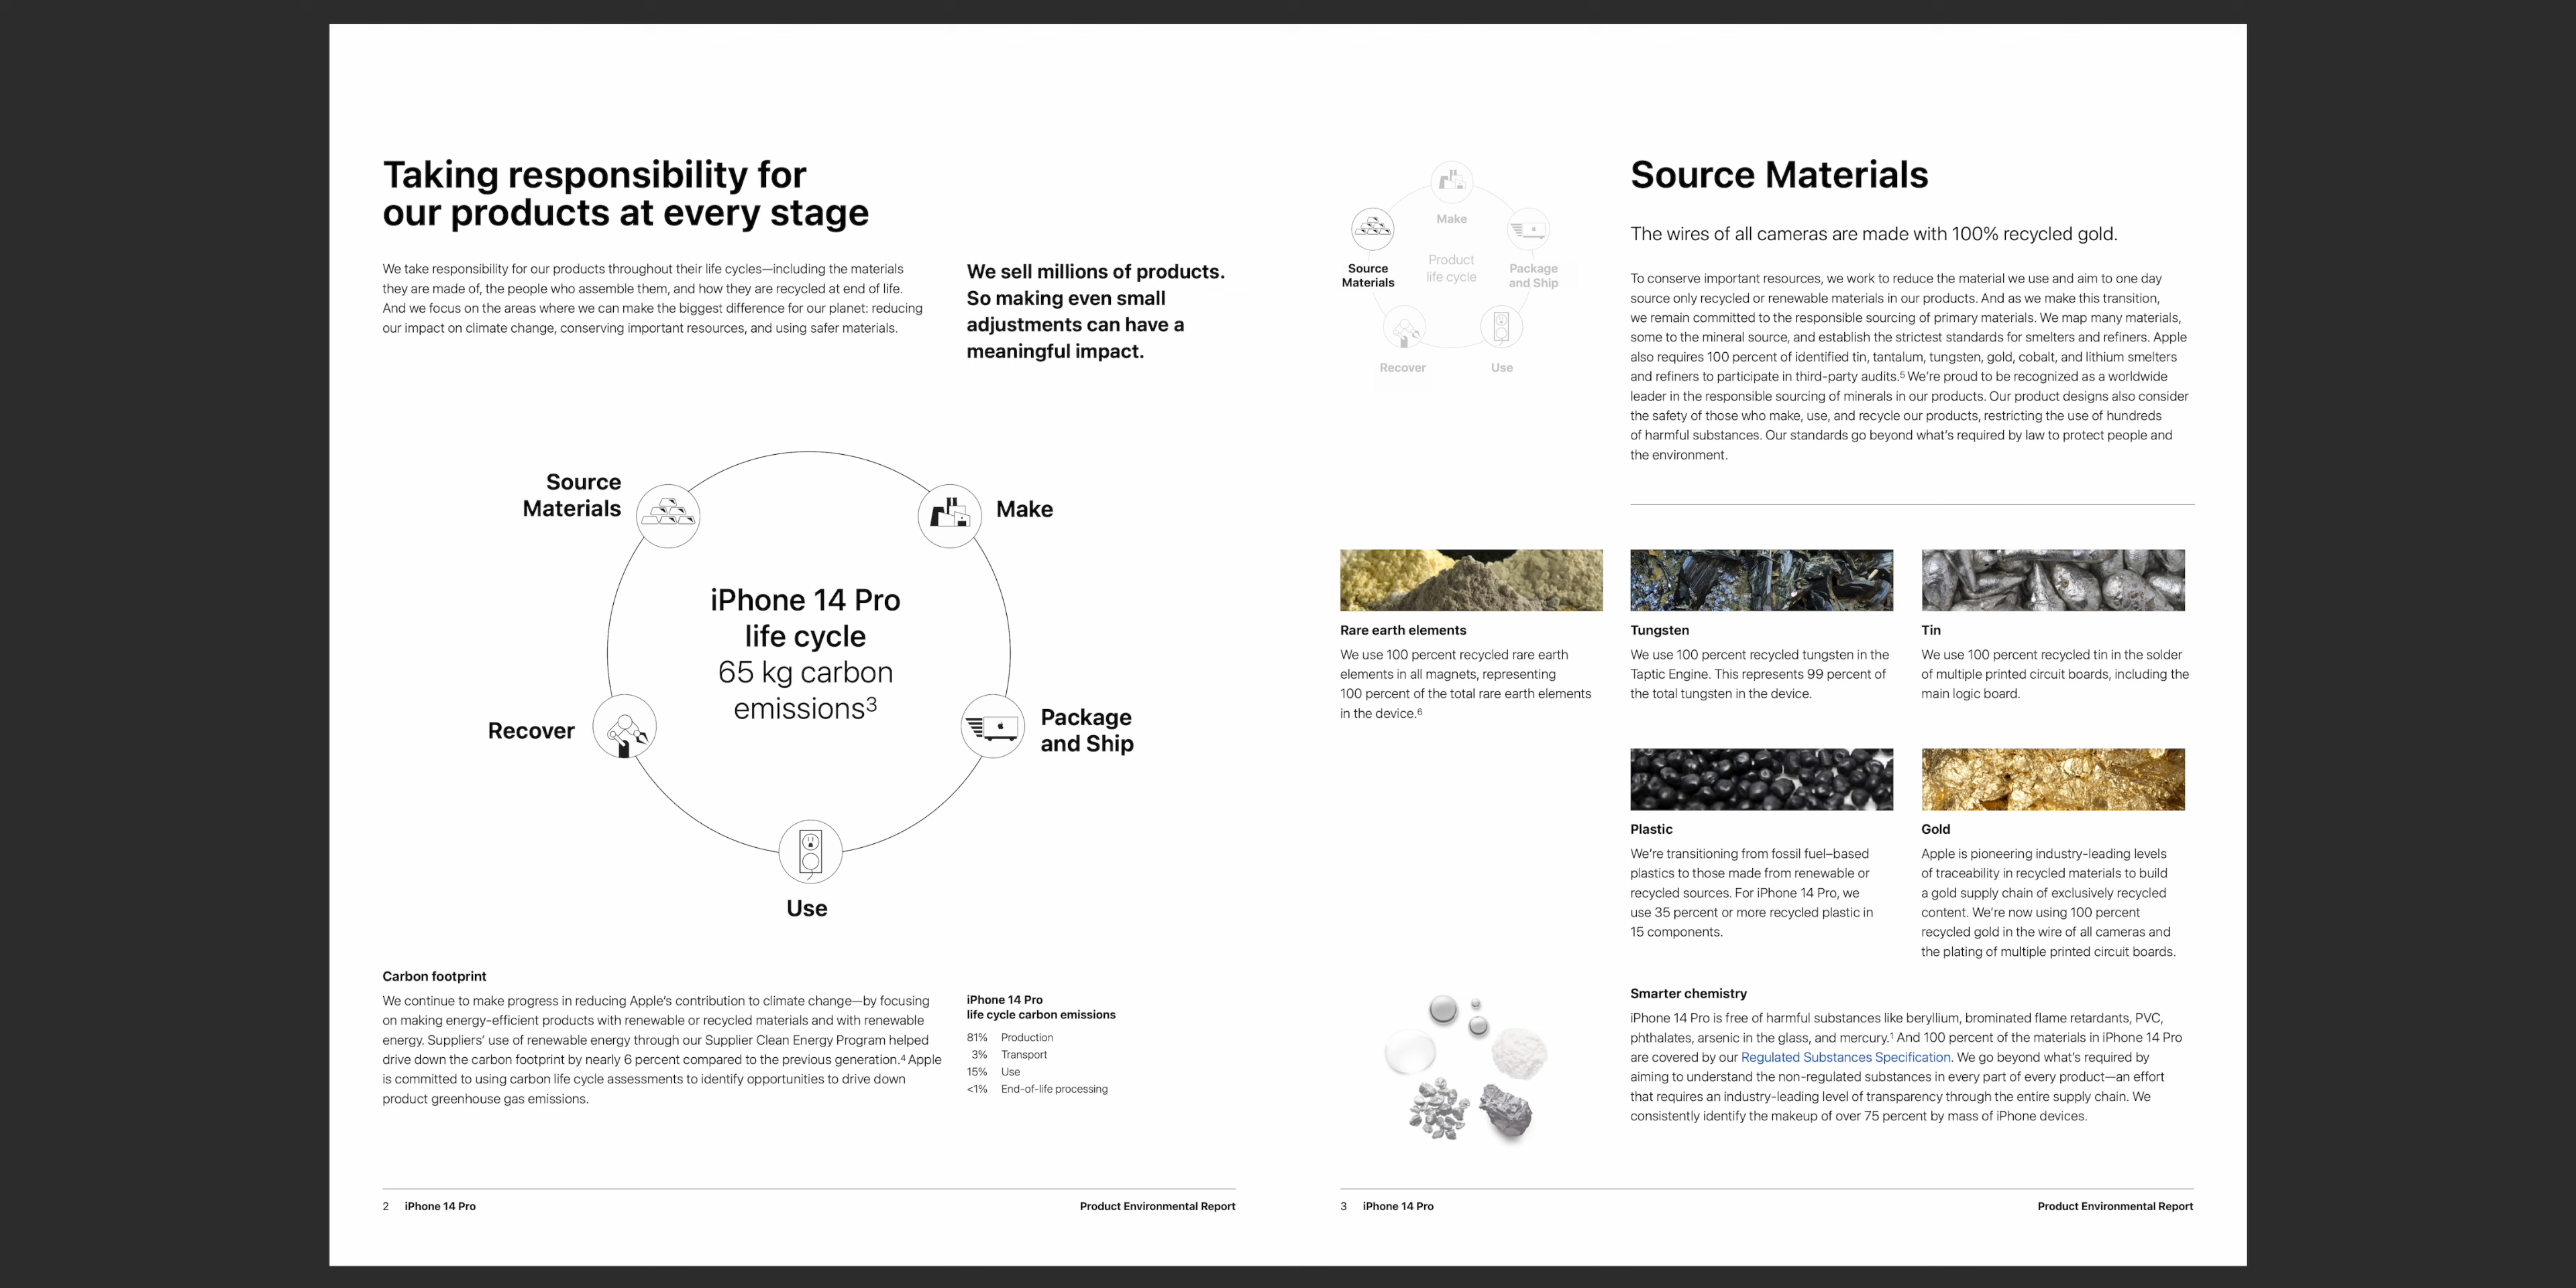 Taking responsibility for
our products at every stage
We take responsibility for our products throughout their life cycles—including the materials
they are made of, the people who assemble them, and how they are recycled at end of life.
And we focus on the areas where we can make the biggest difference for our planet: reducing
our impact on climate change, conserving important resources, and using safer materials.
We sell millions of products.
So making even small
adjustments can have a
meaningful impact.
Source
Materials
Make
iPhone 14 Pro
life cycle
65 kg carbon
emissions³
Recover
Package
and Ship
Use
Carbon footprint
We continue to make progress in reducing Apple's contribution to climate change—by focusing
on making energy-efficient products with renewable or recycled materials and with renewable
energy. Suppliers' use of renewable energy through our Supplier Clean Energy Program helped
drive down the carbon footprint by nearly 6 percent compared to the previous generation.⁴ Apple
is committed to using carbon life cycle assessments to identify opportunities to drive down
product greenhouse gas emissions.
iPhone 14 Pro
life cycle carbon emissions
81% Production
3% Transport
15% Use
<1% End-of-life processing
2 iPhone 14 Pro
Product Environmental Report
Make
Source
Materials
Product
life cycle
Package
and Ship
Recover
Use
Source Materials
The wires of all cameras are made with 100% recycled gold.
To conserve important resources, we work to reduce the material we use and aim to one day
source only recycled or renewable materials in our products. And as we make this transition,
we remain committed to the responsible sourcing of primary materials. We map many materials,
some to the mineral source, and establish the strictest standards for smelters and refiners. Apple
also requires 100 percent of identified tin, tantalum, tungsten, gold, cobalt, and lithium smelters
and refiners to participate in third-party audits.⁵ We're proud to be recognized as a worldwide
leader in the responsible sourcing of minerals in our products. Our product designs also consider
the safety of those who make, use, and recycle our products, restricting the use of hundreds
of harmful substances. Our standards go beyond what's required by law to protect people and
the environment.
Rare earth elements
We use 100 percent recycled rare earth
elements in all magnets, representing
100 percent of the total rare earth elements
in the device.⁶
Tungsten
We use 100 percent recycled tungsten in the
Taptic Engine. This represents 99 percent of
the total tungsten in the device.
Tin
We use 100 percent recycled tin in the solder
of multiple printed circuit boards, including the
main logic board.
Plastic
We're transitioning from fossil fuel–based
plastics to those made from renewable or
recycled sources. For iPhone 14 Pro, we
use 35 percent or more recycled plastic in
15 components.
Gold
Apple is pioneering industry-leading levels
of traceability in recycled materials to build
a gold supply chain of exclusively recycled
content. We're now using 100 percent
recycled gold in the wire of all cameras and
the plating of multiple printed circuit boards.
Smarter chemistry
iPhone 14 Pro is free of harmful substances like beryllium, brominated flame retardants, PVC,
phthalates, arsenic in the glass, and mercury.¹ And 100 percent of the materials in iPhone 14 Pro
are covered by our Regulated Substances Specification. We go beyond what's required by
aiming to understand the non-regulated substances in every part of every product—an effort
that requires an industry-leading level of transparency through the entire supply chain. We
consistently identify the makeup of over 75 percent by mass of iPhone devices.
3 iPhone 14 Pro
Product Environmental Report